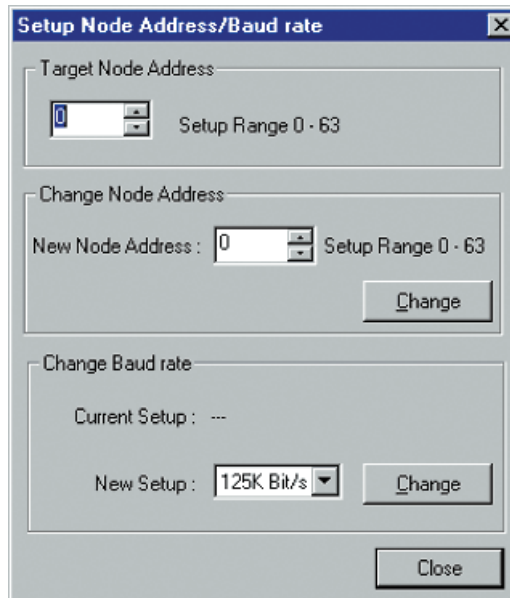 Setup Node Address/Baud rate
Target Node Address
0 Setup Range 0 - 63
Change Node Address
New Node Address : 0 Setup Range 0 - 63
Change
Change Baud rate
Current Setup : ---
New Setup : 125K Bit/s Change
Close